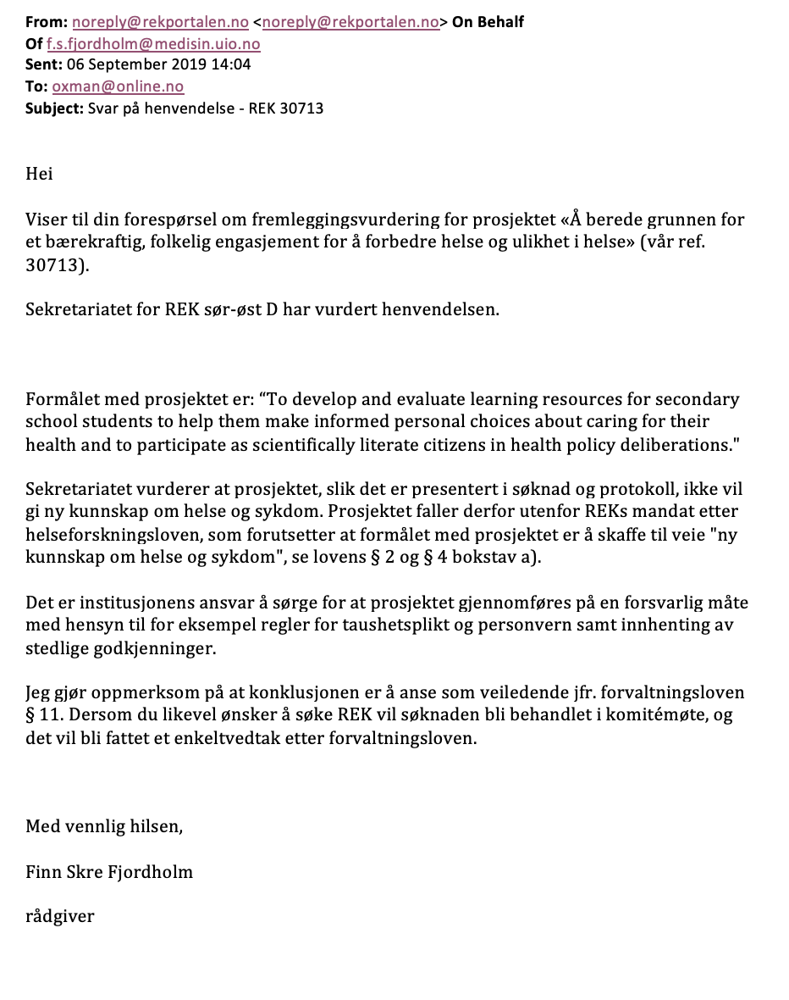 From: noreply@rekportalen.no <noreply@rekportalen.no> On Behalf
Of f.s.fjordholm@medisin.uio.no
Sent: 06 September 2019 14:04
To: oxman@online.no
Subject: Svar på henvendelse - REK 30713
Hei
Viser til din forespørsel om fremleggingsvurdering for prosjektet «Å berede grunnen for
et bærekraftig, folkelig engasjement for å forbedre helse og ulikhet i helse» (vår ref.
30713).
Sekretariatet for REK sør-øst D har vurdert henvendelsen.
Formålet med prosjektet er: “To develop and evaluate learning resources for secondary
school students to help them make informed personal choices about caring for their
health and to participate as scientifically literate citizens in health policy deliberations."
Sekretariatet vurderer at prosjektet, slik det er presentert i søknad og protokoll, ikke vil
gi ny kunnskap om helse og sykdom. Prosjektet faller derfor utenfor REKs mandat etter
helseforskningsloven, som forutsetter at formålet med prosjektet er å skaffe til veie "ny
kunnskap om helse og sykdom", se lovens § 2 og § 4 bokstav a).
Det er institusjonens ansvar å sørge for at prosjektet gjennomføres på en forsvarlig måte
med hensyn til for eksempel regler for taushetsplikt og personvern samt innhenting av
stedlige godkjenninger.
Jeg gjør oppmerksom på at konklusjonen er å anse som veiledende jfr. forvaltningsloven
§ 11. Dersom du likevel ønsker å søke REK vil søknaden bli behandlet i komitémøte, og
det vil bli fattet et enkeltvedtak etter forvaltningsloven.
Med vennlig hilsen,
Finn Skre Fjordholm
rådgiver